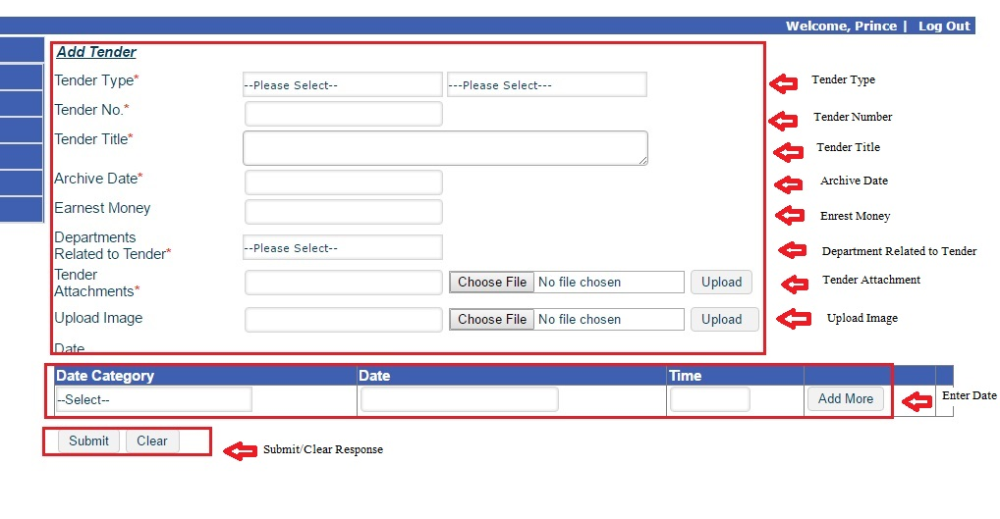 Welcome, Prince | Log Out
Add Tender
Tender Type* --Please Select-- ---Please Select--- Tender Type
Tender No.* Tender Number
Tender Title* Tender Title
Archive Date* Archive Date
Earnest Money Enrest Money
Departments
Related to Tender* --Please Select-- Department Related to Tender
Tender
Attachments* Choose File No file chosen Upload Tender Attachment
Upload Image Choose File No file chosen Upload Upload Image
Date
Date Category Date Time
--Select-- Add More Enter Date
Submit Clear Submit/Clear Response